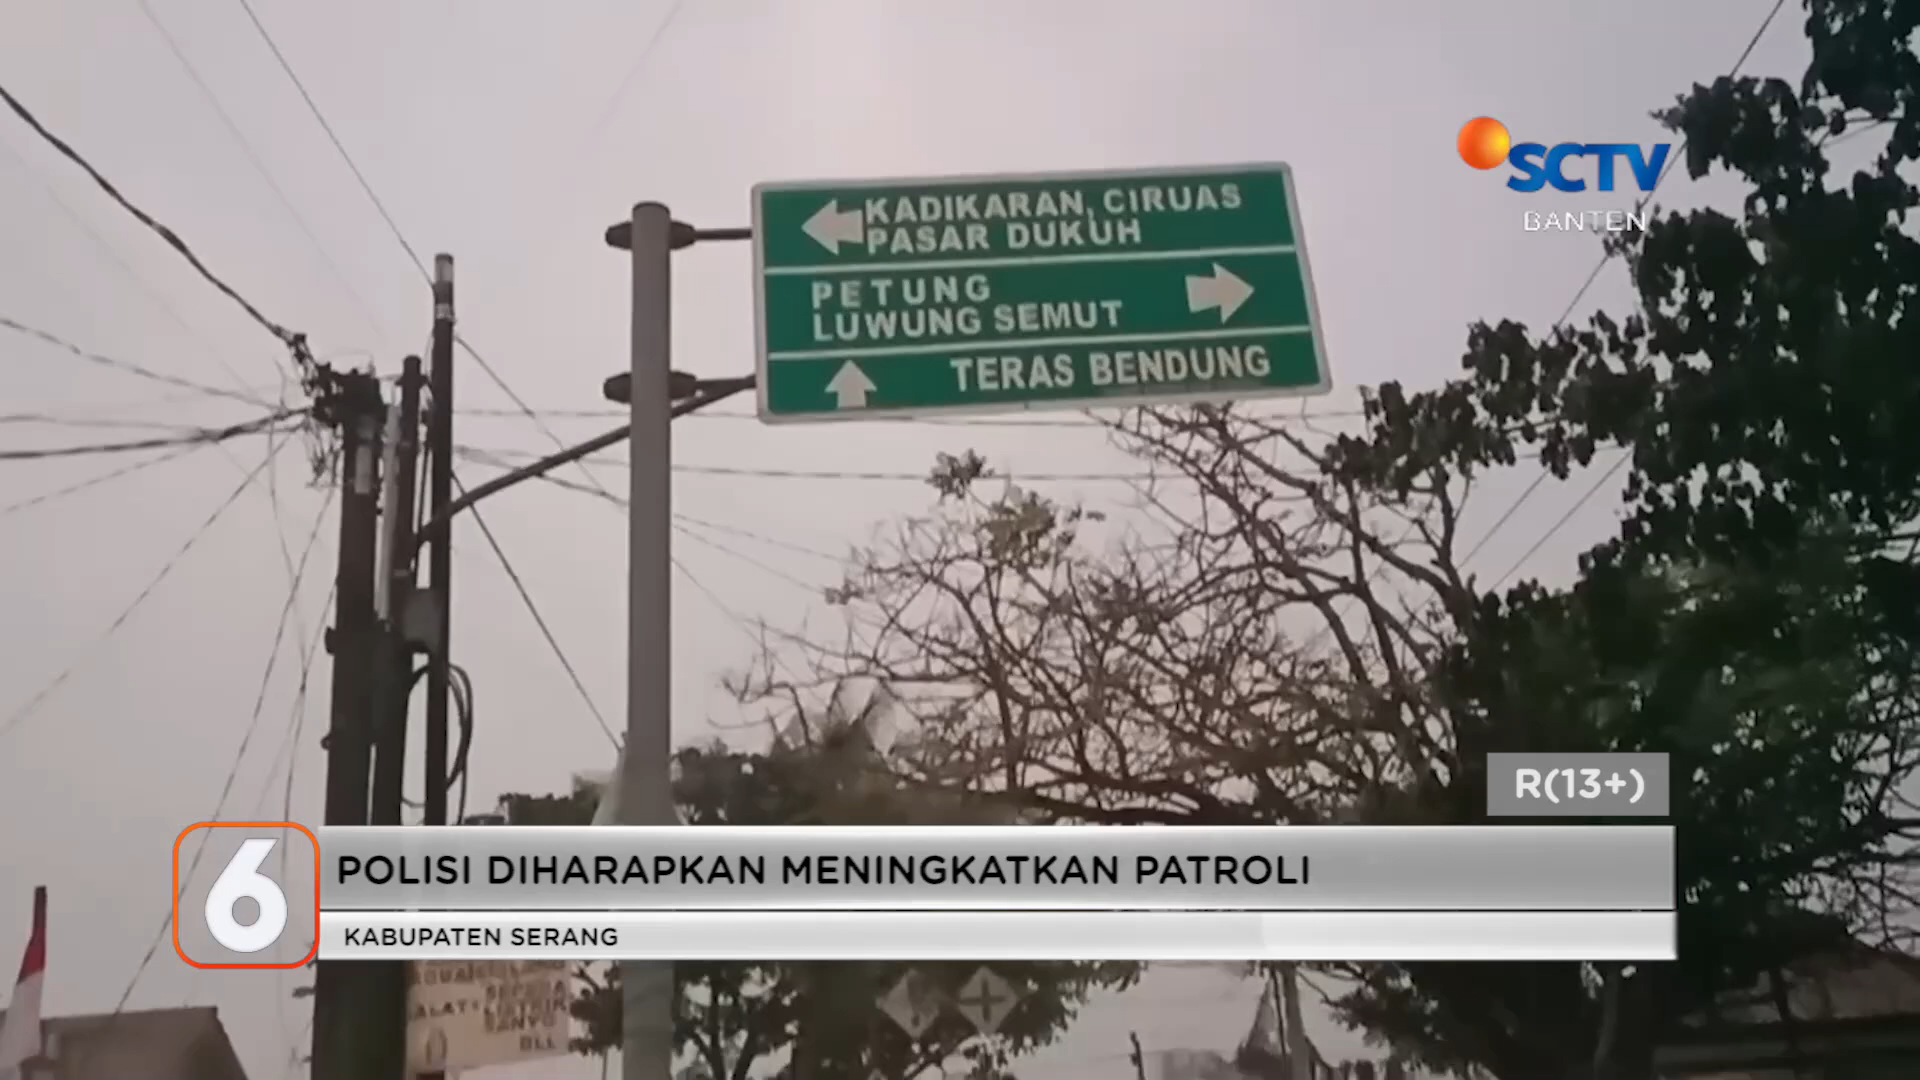 SCTV
BANTEN
KADIKARAN, CIRUAS
PASAR DUKUH
PETUNG
LUWUNG SEMUT
TERAS BENDUNG
R(13+)
6
POLISI DIHARAPKAN MENINGKATKAN PATROLI
KABUPATEN SERANG
DLL